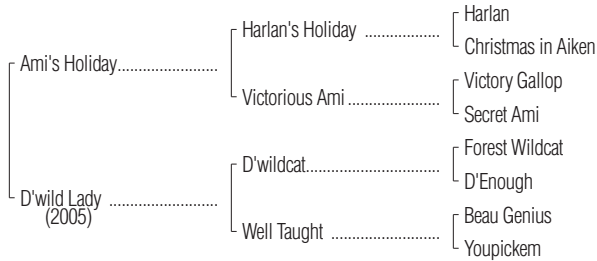 Harlan
Harlan's Holiday ..................
Christmas in Aiken
Ami's Holiday........................
Victory Gallop
Victorious Ami ......................
Secret Ami
Forest Wildcat
D'wildcat................................
D'Enough
D'wild Lady ..........................
(2005)
Beau Genius
Well Taught ..........................
Youpickem